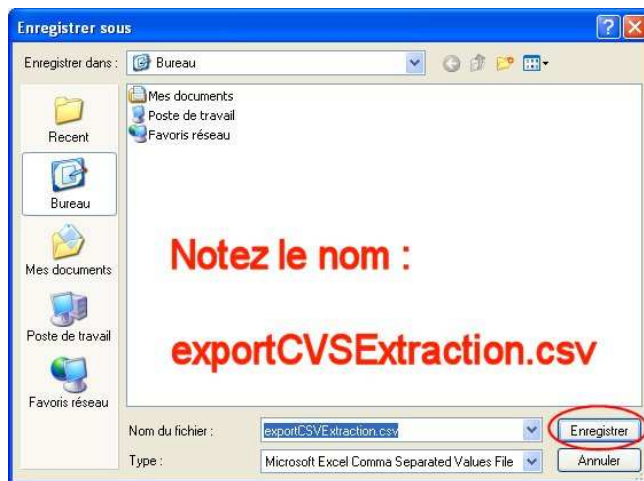 Enregistrer sous
Enregistrer dans :
Bureau
Recent
Bureau
Mes documents
Poste de travail
Favoris réseau
Mes documents
Poste de travail
Favoris réseau
Notez le nom :
exportCVSExtraction.csv
Nom du fichier :
exportCSVExtraction.csv
Enregistrer
Type :
Microsoft Excel Comma Separated Values File
Annuler